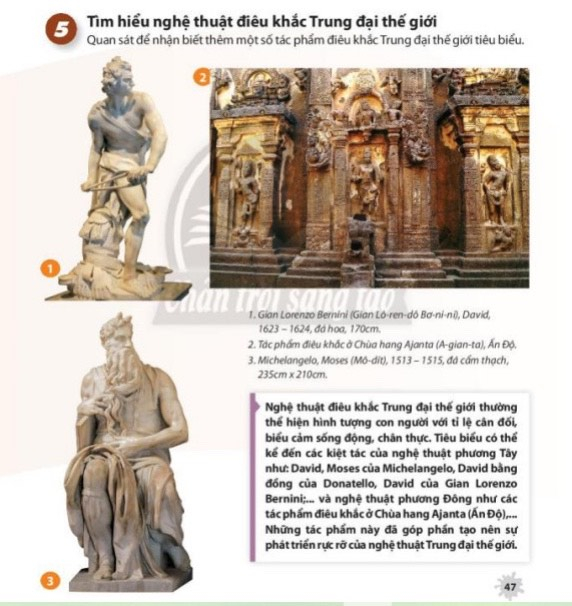 5
Tìm hiểu nghệ thuật điêu khắc Trung đại thế giới
Quan sát để nhận biết thêm một số tác phẩm điêu khắc Trung đại thế giới tiêu biểu.
2
1
Chân trời sáng tạo
1. Gian Lorenzo Bernini (Gian Lô-ren-dô Bơ-ni-ni), David,
1623 – 1624, đá hoa, 170cm.
2. Tác phẩm điêu khắc ở Chùa hang Ajanta (A-gian-ta), Ấn Độ.
3. Michelangelo, Moses (Mô-dit), 1513 – 1515, đá cẩm thạch,
235cm x 210cm.
Nghệ thuật điêu khắc Trung đại thế giới thường
thể hiện hình tượng con người với tỉ lệ cân đối,
biểu cảm sống động, chân thực. Tiêu biểu có thể
kể đến các kiệt tác của nghệ thuật phương Tây
như: David, Moses của Michelangelo, David bằng
đồng của Donatello, David của Gian Lorenzo
Bernini;... và nghệ thuật phương Đông như các
tác phẩm điêu khắc ở Chùa hang Ajanta (Ấn Độ),...
Những tác phẩm này đã góp phần tạo nên sự
phát triển rực rỡ của nghệ thuật Trung đại thế giới.
3
47